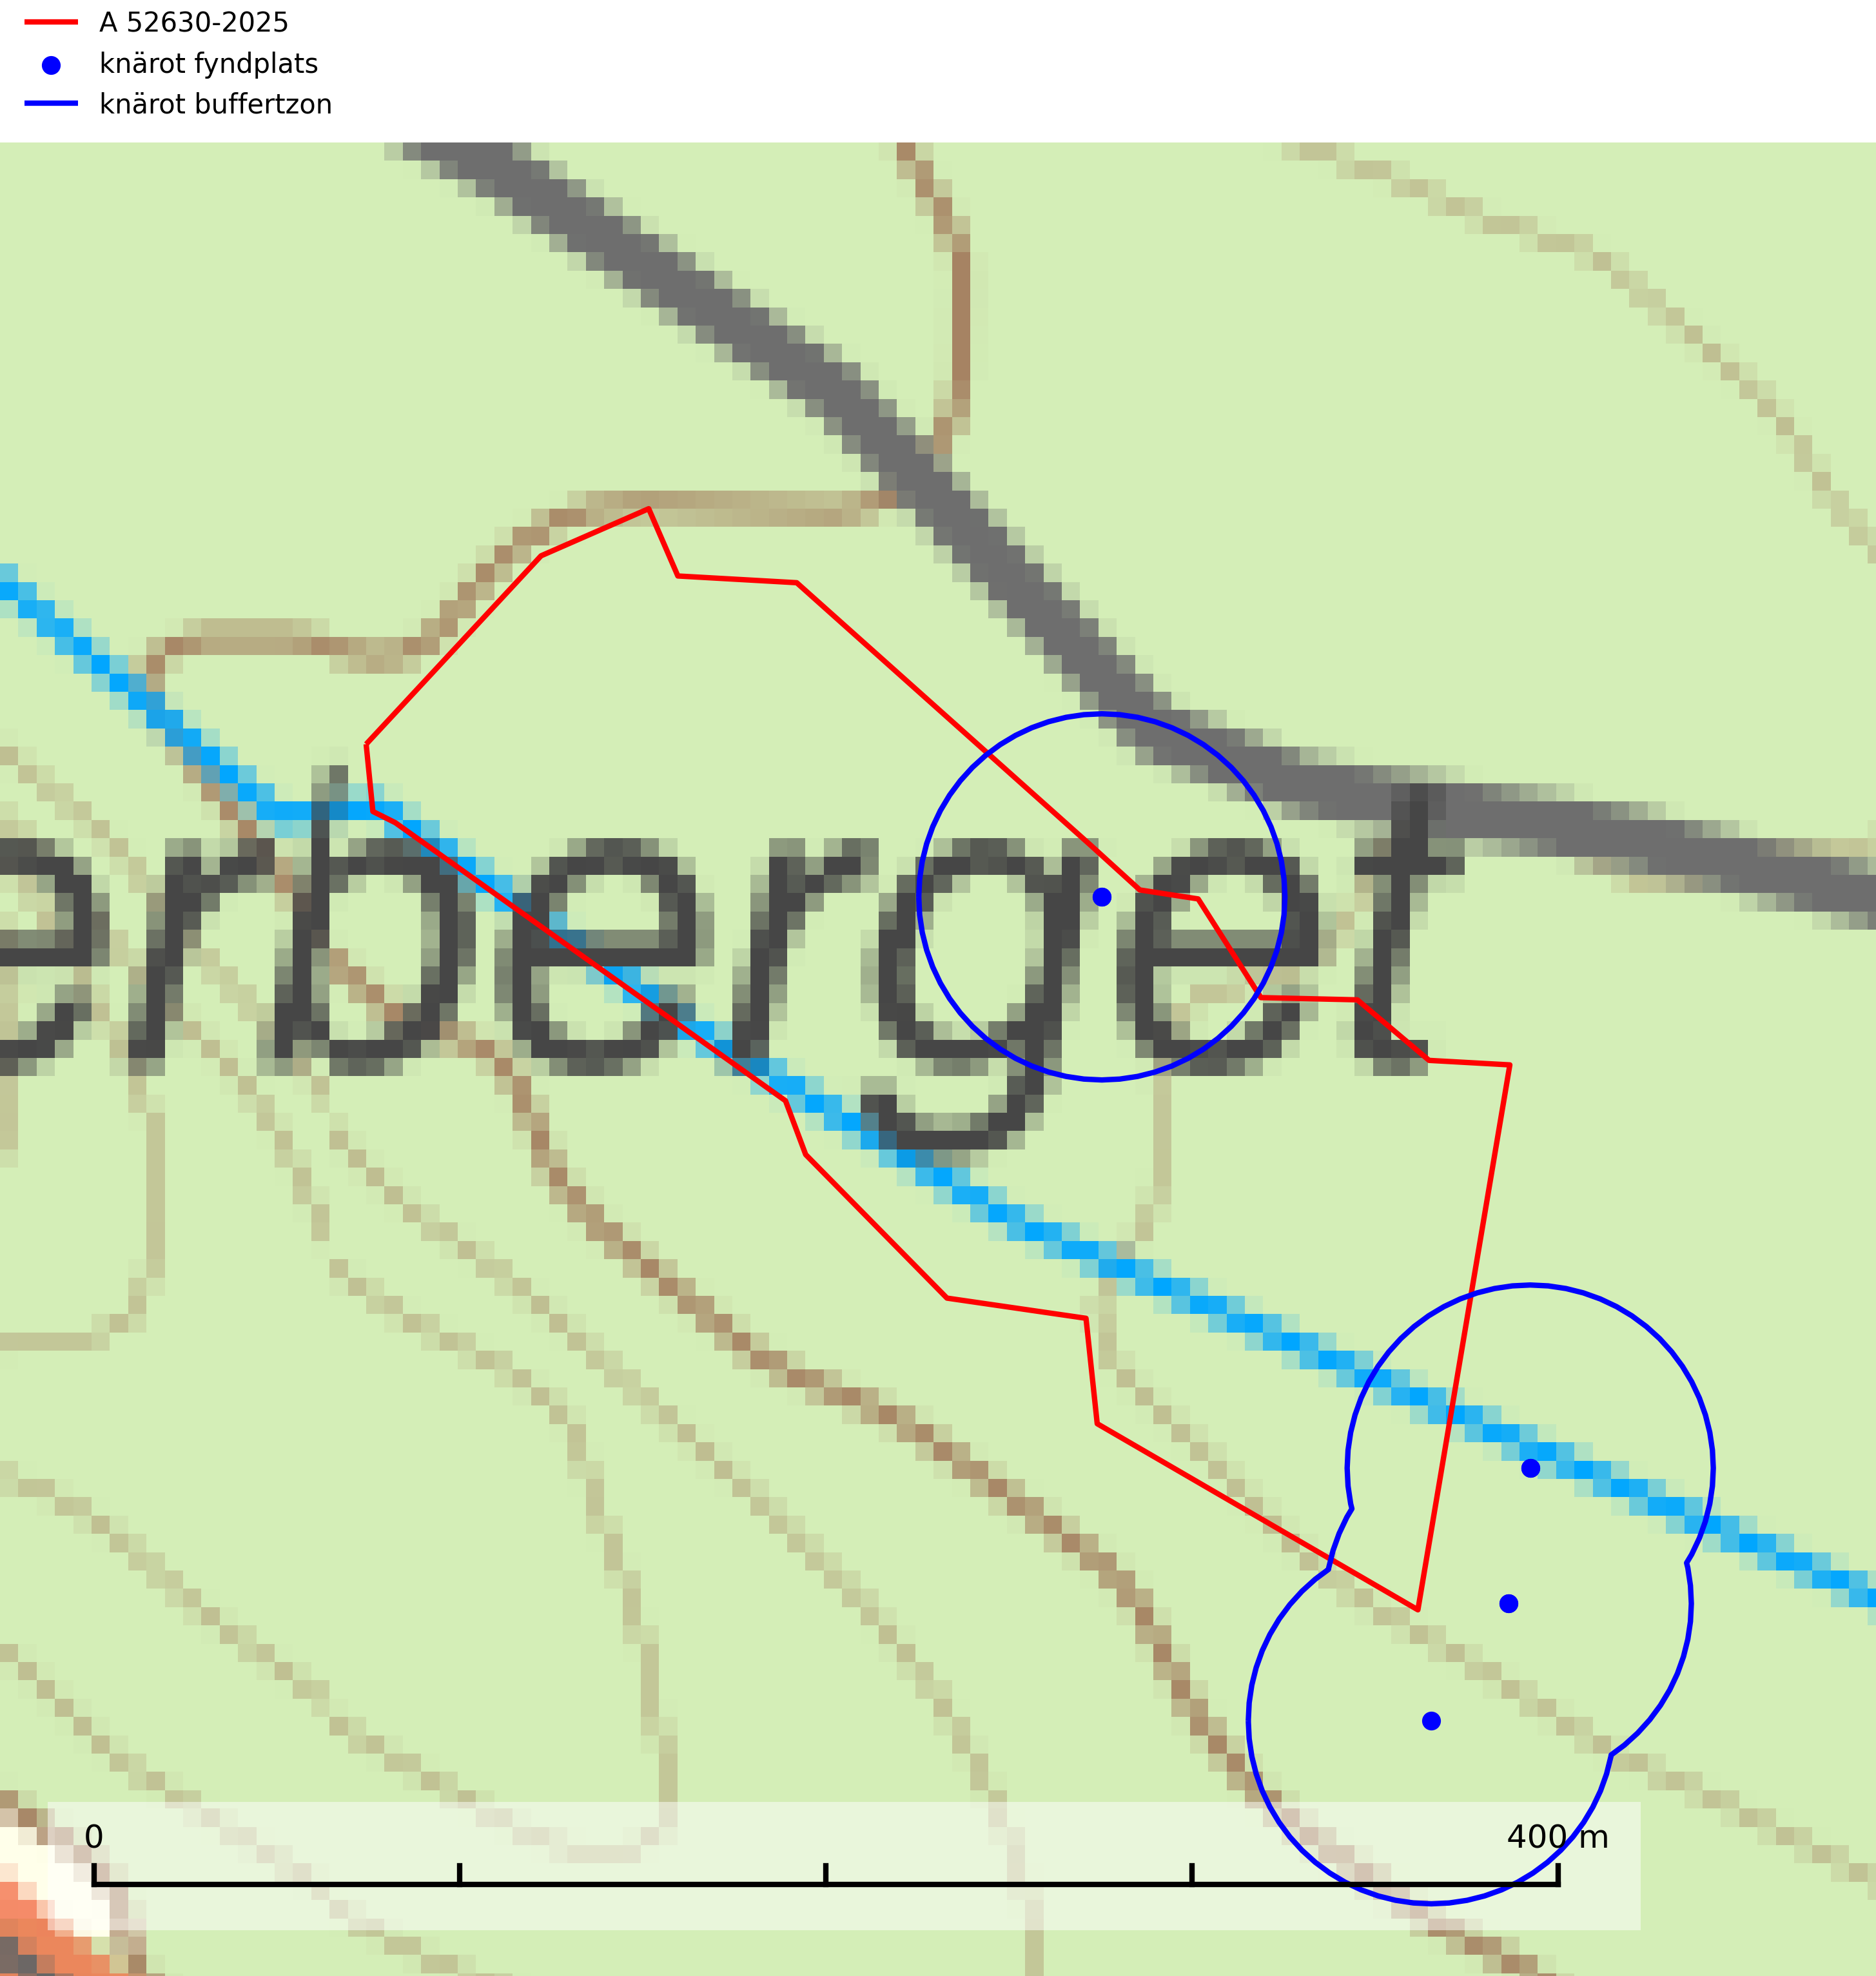 A 52630-2025
knärot fyndplats
knärot buffertzon
erberget
0 400 m